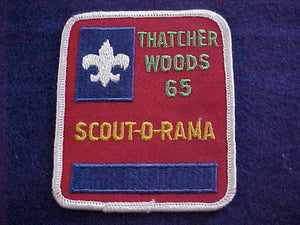 THATCHER
WOODS
65
SCOUT-O-RAMA